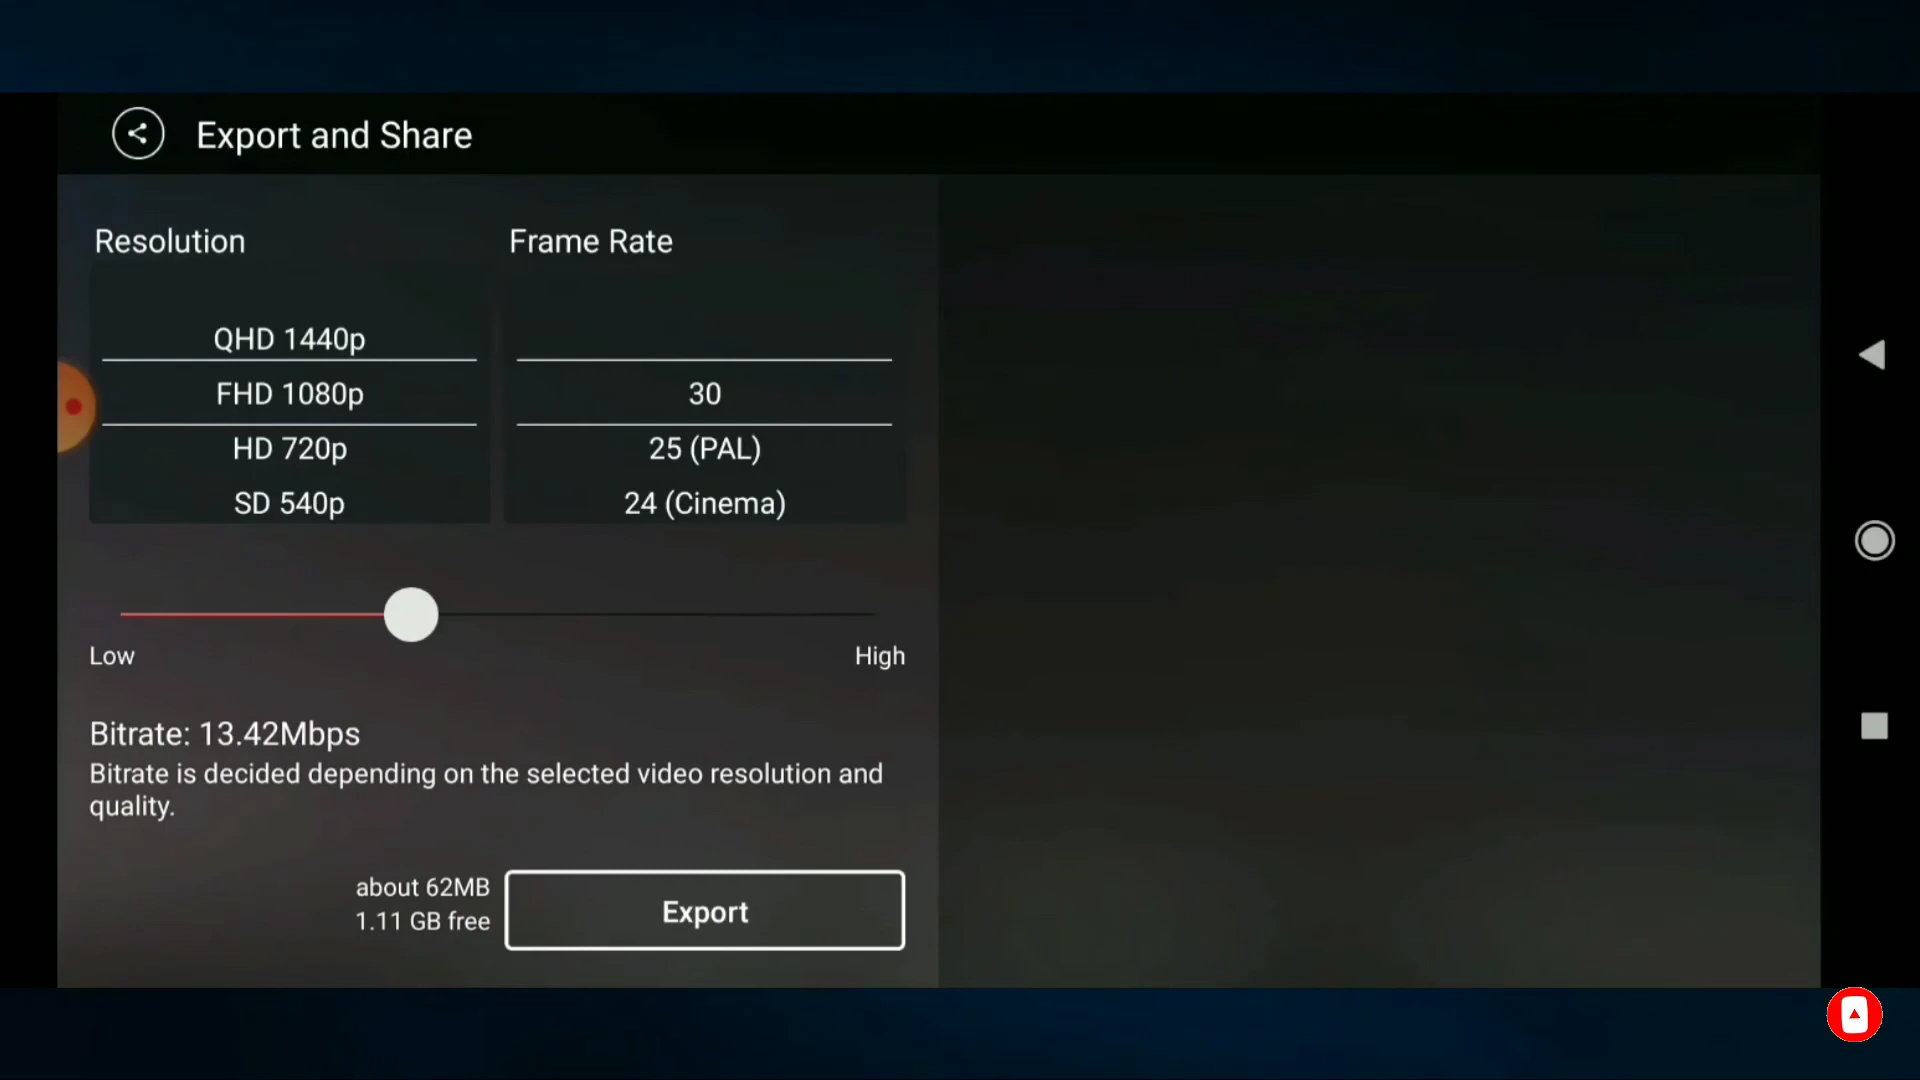 Export and Share
Resolution
Frame Rate
QHD 1440p
FHD 1080p
HD 720p
SD 540p
30
25 (PAL)
24 (Cinema)
Low
High
Bitrate: 13.42Mbps
Bitrate is decided depending on the selected video resolution and
quality.
about 62MB
1.11 GB free
Export